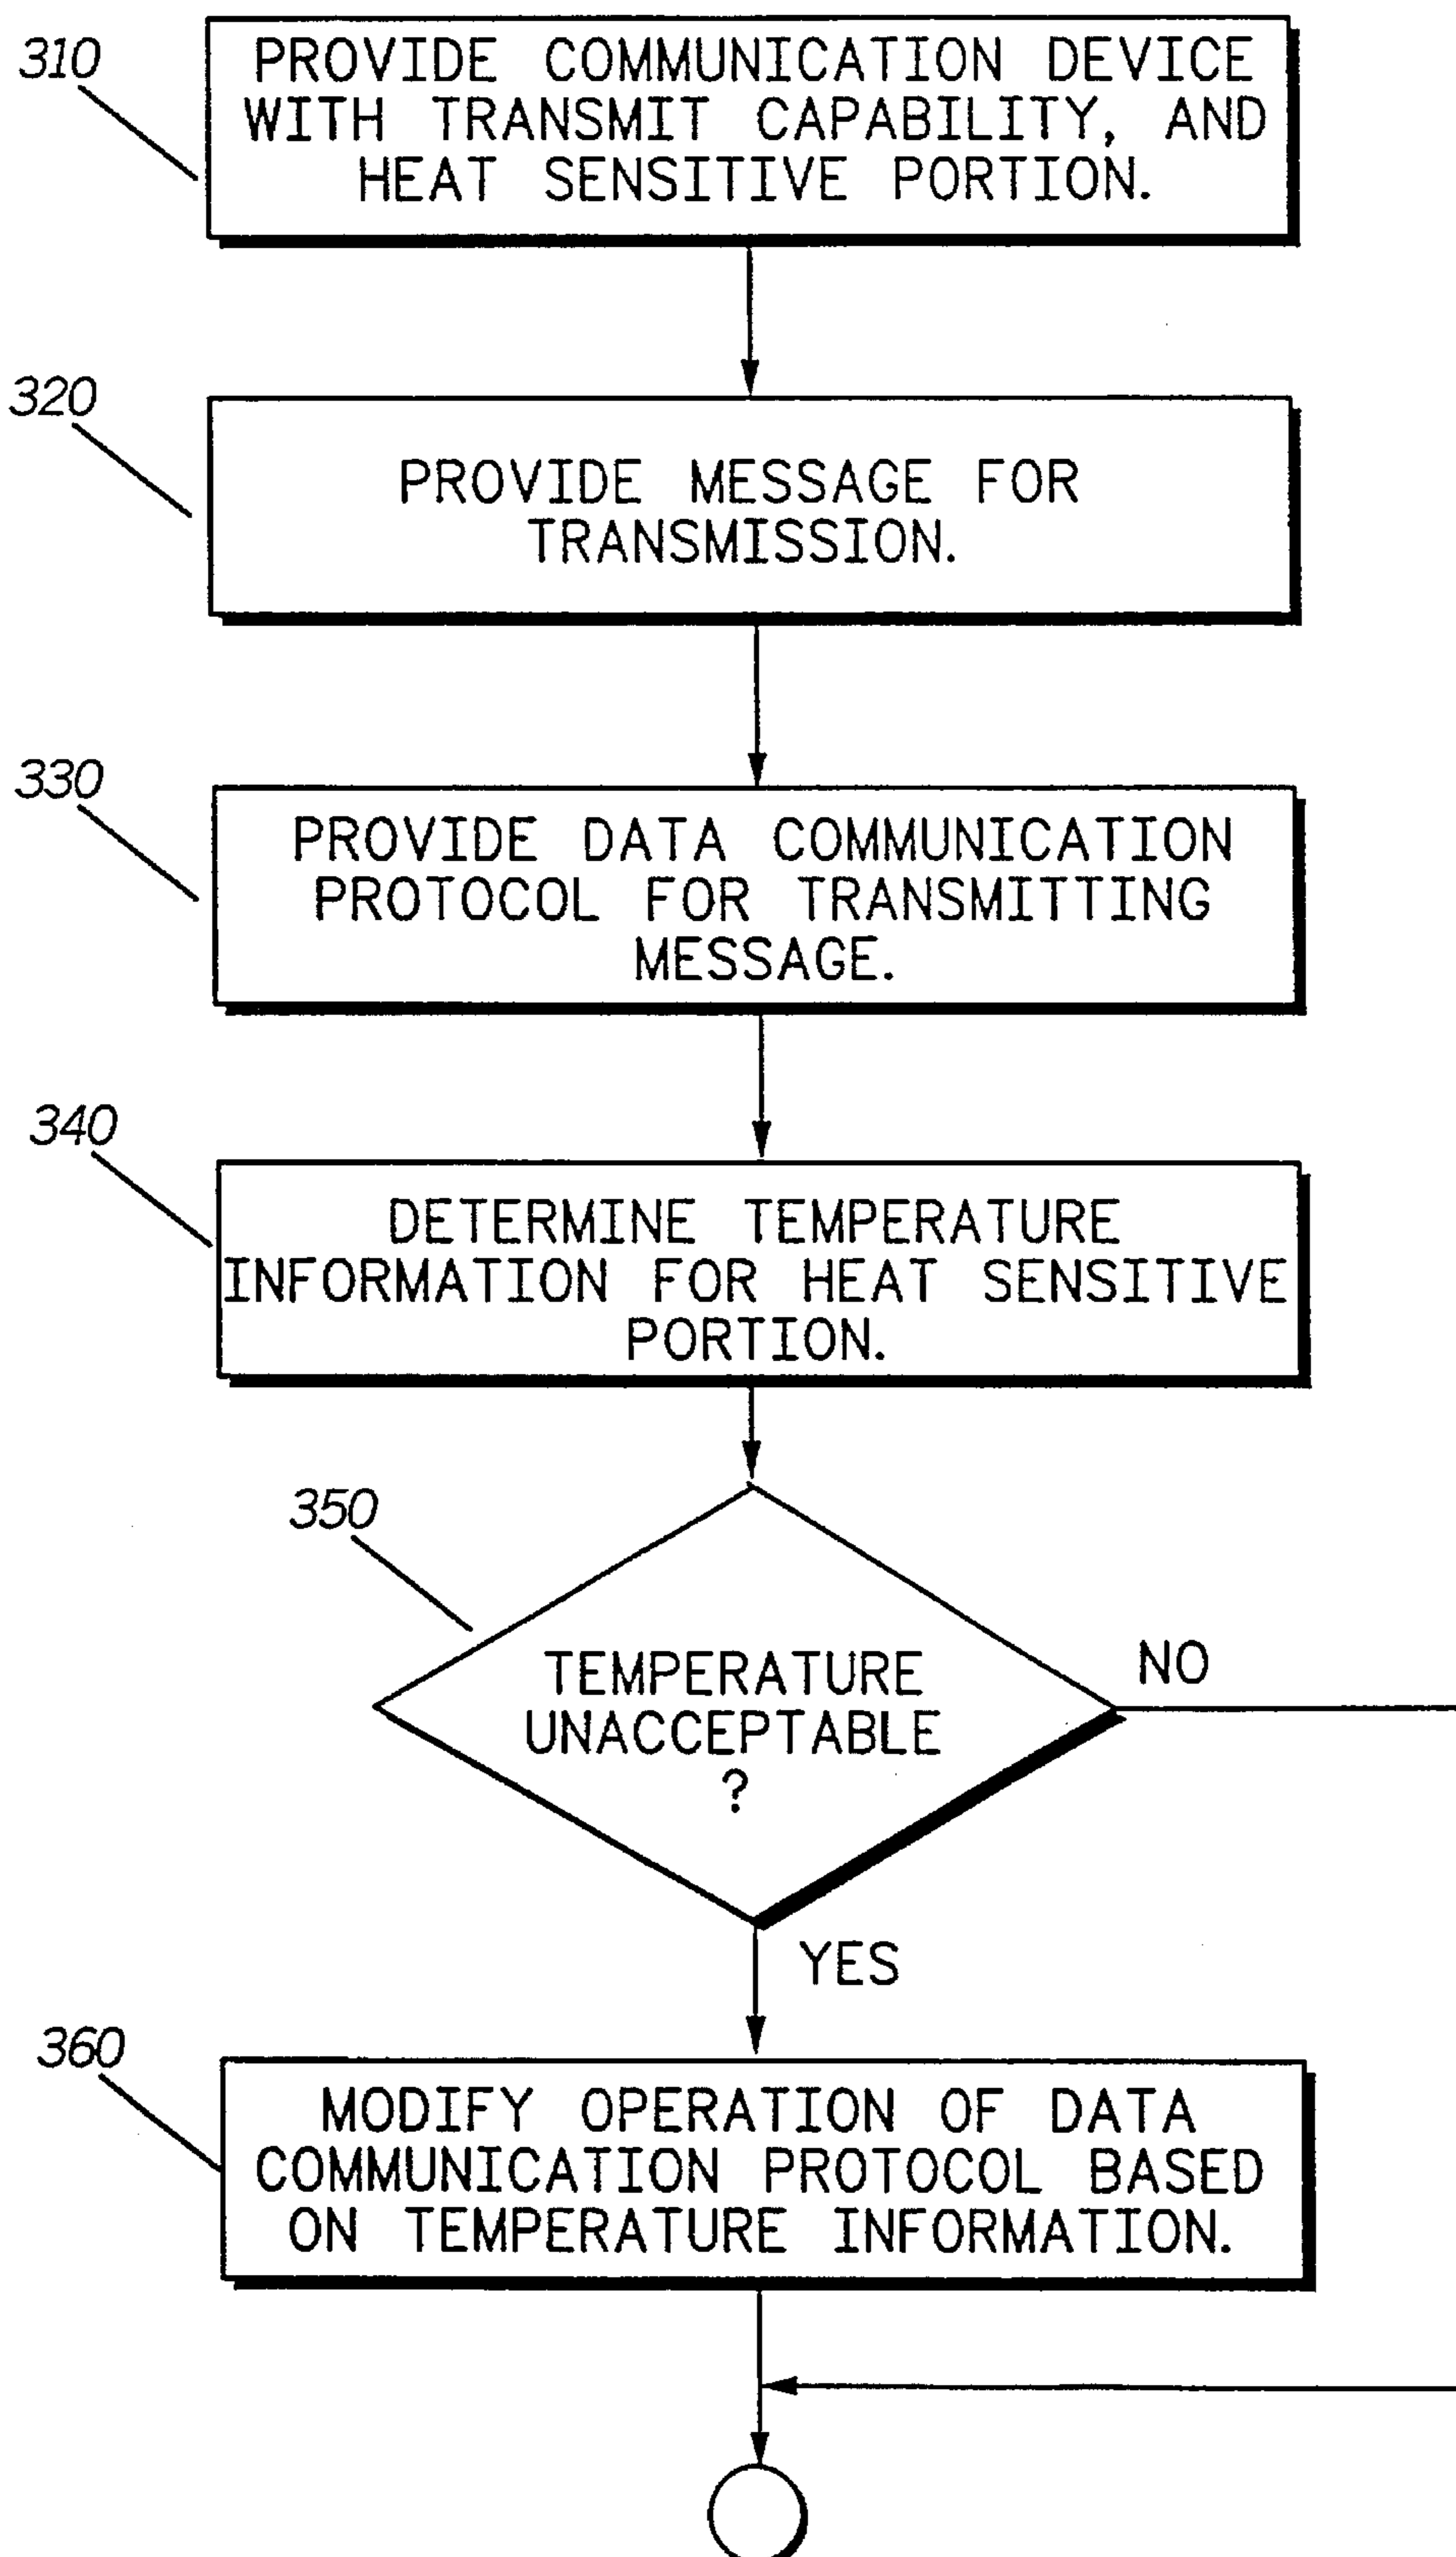 310
PROVIDE COMMUNICATION DEVICE
WITH TRANSMIT CAPABILITY, AND
HEAT SENSITIVE PORTION.
320
PROVIDE MESSAGE FOR
TRANSMISSION.
330
PROVIDE DATA COMMUNICATION
PROTOCOL FOR TRANSMITTING
MESSAGE.
340
DETERMINE TEMPERATURE
INFORMATION FOR HEAT SENSITIVE
PORTION.
350
TEMPERATURE
UNACCEPTABLE
?
NO
YES
360
MODIFY OPERATION OF DATA
COMMUNICATION PROTOCOL BASED
ON TEMPERATURE INFORMATION.